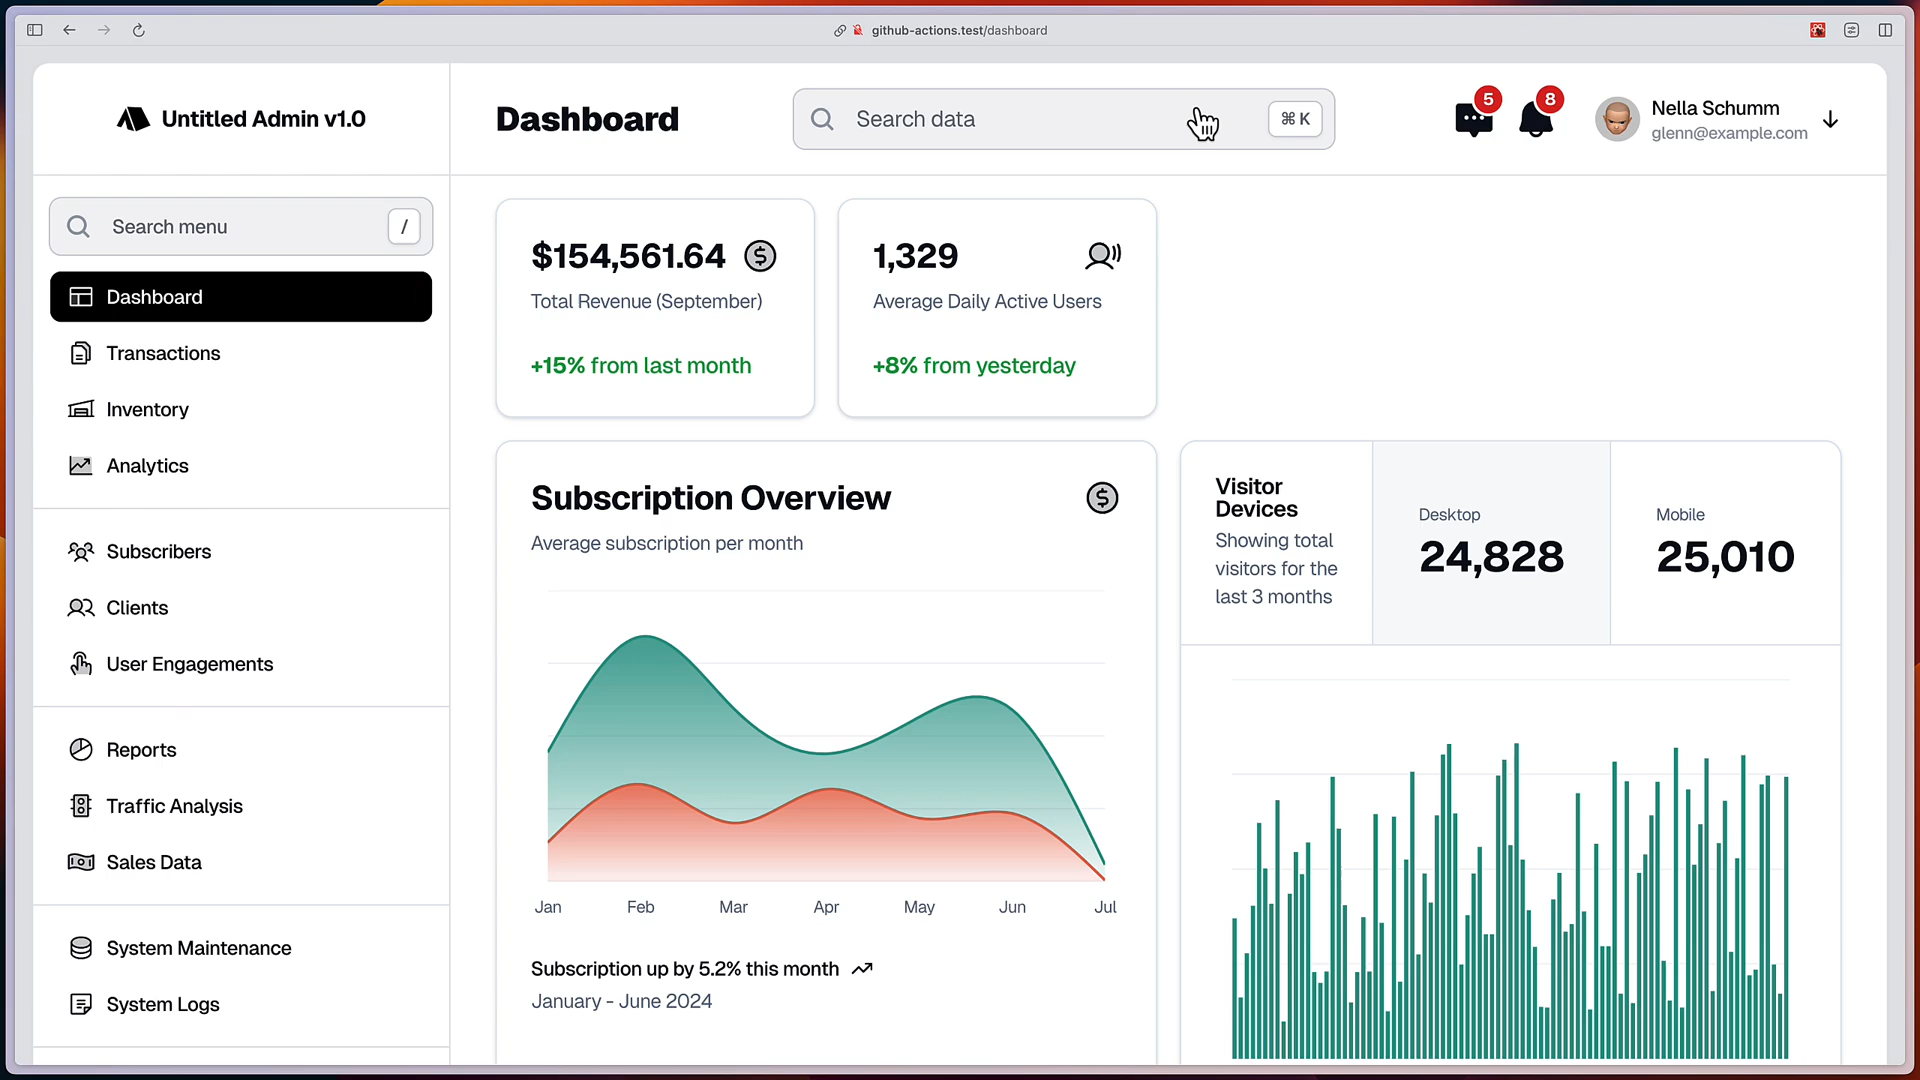 github-actions.test/dashboard
Untitled Admin v1.0
Dashboard
Search data
⌘ K
5
8
Nella Schumm
glenn@example.com
Search menu
/
Dashboard
Transactions
Inventory
Analytics
Subscribers
Clients
User Engagements
Reports
Traffic Analysis
Sales Data
System Maintenance
System Logs
$154,561.64
Total Revenue (September)
+15% from last month
1,329
Average Daily Active Users
+8% from yesterday
Subscription Overview
Average subscription per month
Jan Feb Mar Apr May Jun Jul
Subscription up by 5.2% this month
January - June 2024
Visitor
Devices
Showing total
visitors for the
last 3 months
Desktop
24,828
Mobile
25,010